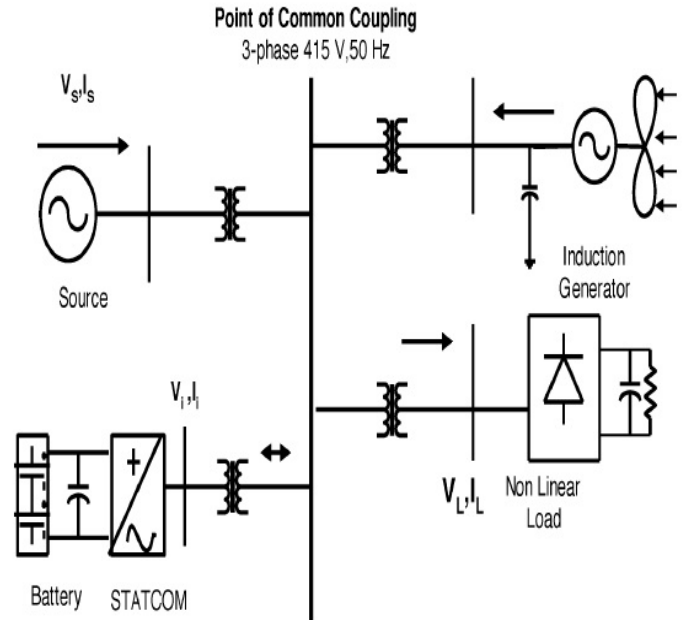 Point of Common Coupling
3-phase 415 V,50 Hz
Vs,Is
Source
Induction
Generator
Vi,Ii
VL,IL
Non Linear
Load
Battery
STATCOM